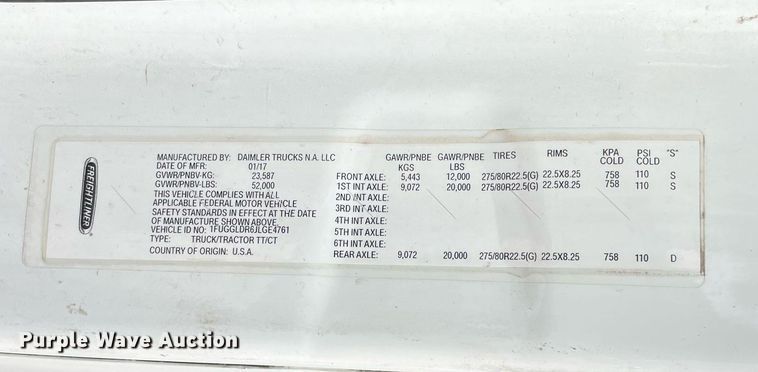 FREIGHTLINER
MANUFACTURED BY: DAIMLER TRUCKS N.A. LLC
DATE OF MFR: 01/17
GVWR/PNBV-KG: 23,587
GVWR/PNBV-LBS: 52,000
THIS VEHICLE COMPLIES WITH ALL
APPLICABLE FEDERAL MOTOR VEHICLE
SAFETY STANDARDS IN EFFECT AT THE DATE
OF MANUFACTURE SHOWN ABOVE.
VEHICLE ID NO: 1FUGGLDR6JLGE4761
TYPE: TRUCK/TRACTOR TT/CT
COUNTRY OF ORIGIN: U.S.A.
GAWR/PNBE GAWR/PNBE TIRES RIMS KPA PSI "S"
KGS LBS COLD COLD
FRONT AXLE: 5,443 12,000 275/80R22.5(G) 22.5X8.25 758 110 S
1ST INT AXLE: 9,072 20,000 275/80R22.5(G) 22.5X8.25 758 110 S
2ND INT AXLE:
3RD INT AXLE:
4TH INT AXLE:
5TH INT AXLE:
6TH INT AXLE:
REAR AXLE: 9,072 20,000 275/80R22.5(G) 22.5X8.25 758 110 D
Purple Wave Auction